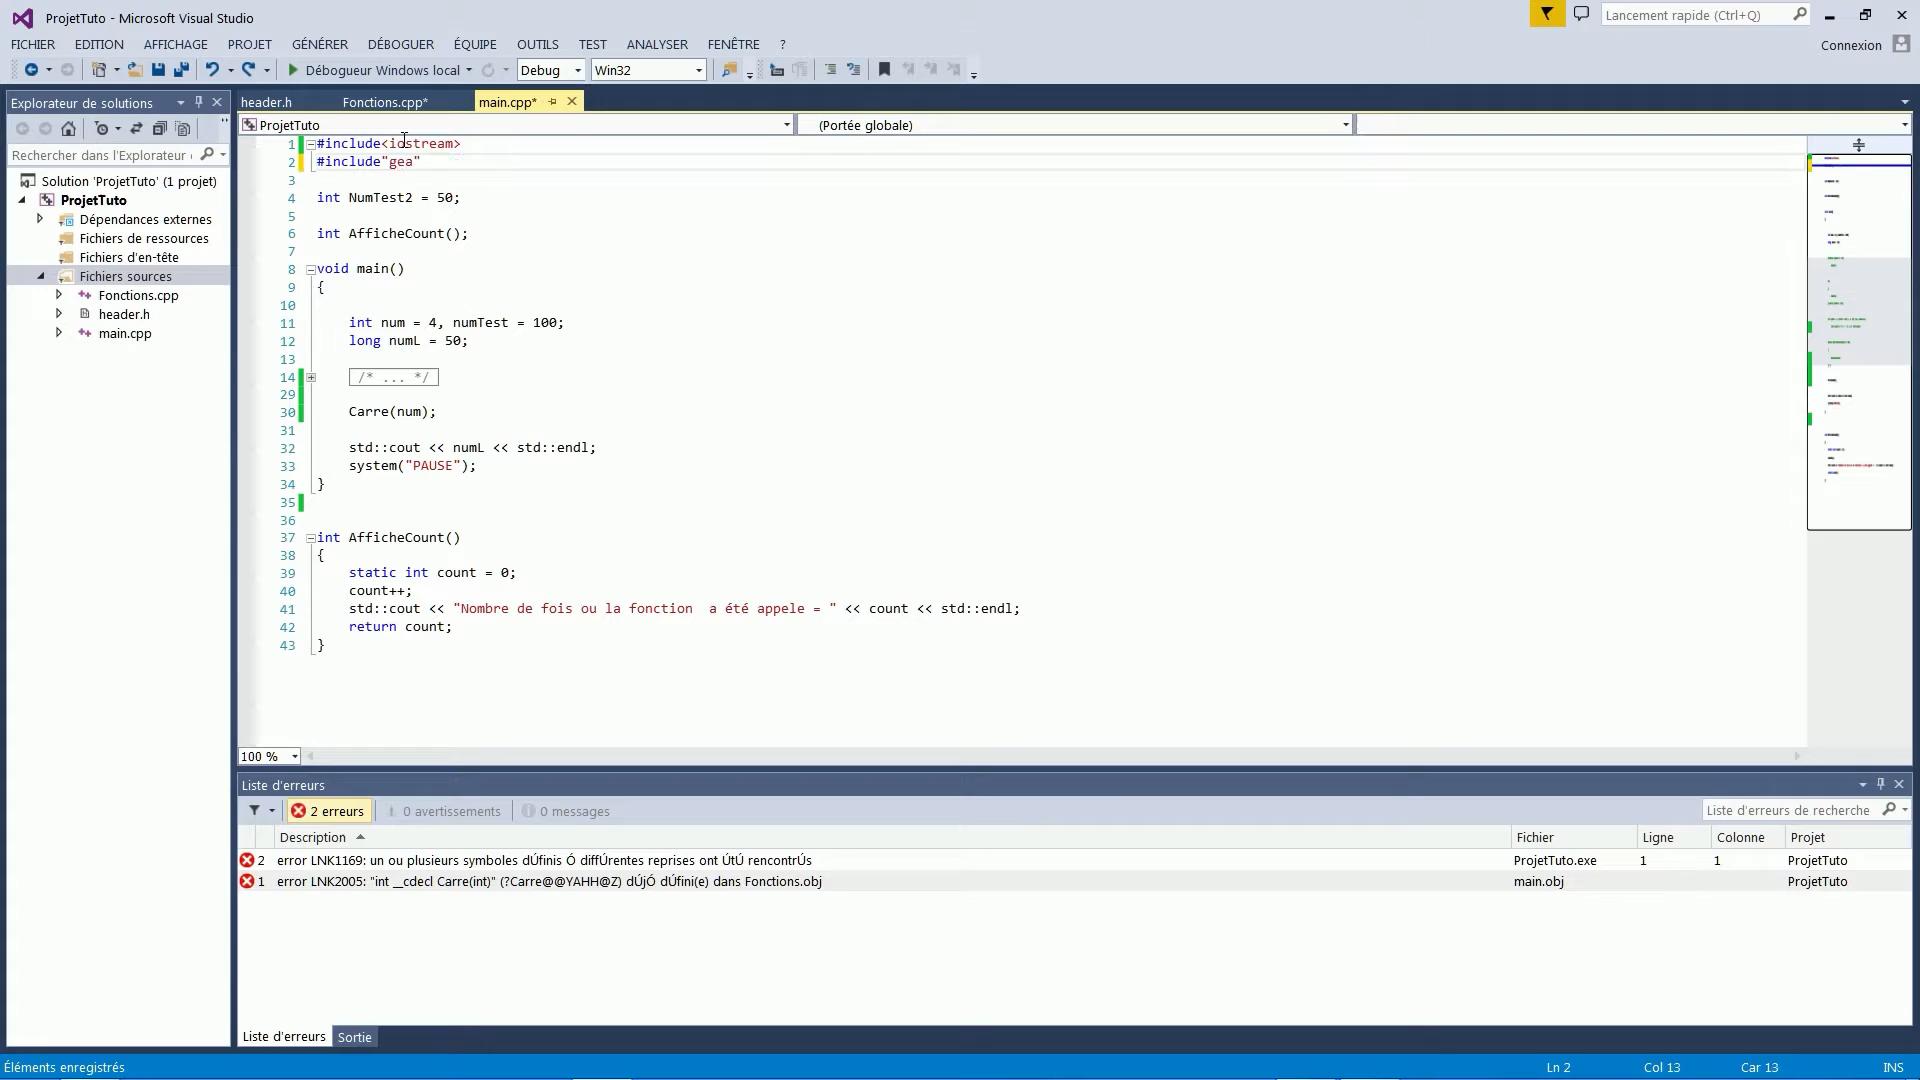 ProjetTuto - Microsoft Visual Studio
Lancement rapide (Ctrl+Q)
FICHIER EDITION AFFICHAGE PROJET GÉNÉRER DÉBOGUER ÉQUIPE OUTILS TEST ANALYSER FENÊTRE ?
Connexion
Débogueur Windows local Debug Win32
Explorateur de solutions
Rechercher dans l'Explorateur
Solution 'ProjetTuto' (1 projet)
ProjetTuto
Dépendances externes
Fichiers de ressources
Fichiers d'en-tête
Fichiers sources
Fonctions.cpp
header.h
main.cpp
header.h Fonctions.cpp* main.cpp*
ProjetTuto (Portée globale)
1 #include<iostream>
2 #include"gea"
3
4 int NumTest2 = 50;
5
6 int AfficheCount();
7
8 void main()
9 {
10
11 int num = 4, numTest = 100;
12 long numL = 50;
13
14 /* ... */
29
30 Carre(num);
31
32 std::cout << numL << std::endl;
33 system("PAUSE");
34 }
35
36
37 int AfficheCount()
38 {
39 static int count = 0;
40 count++;
41 std::cout << "Nombre de fois ou la fonction  a été appele = " << count << std::endl;
42 return count;
43 }
100 %
Liste d'erreurs
2 erreurs 0 avertissements 0 messages
Liste d'erreurs de recherche
Description Fichier Ligne Colonne Projet
2 error LNK1169: un ou plusieurs symboles dÚfinis Ó diffÚrentes reprises ont ÚtÚ rencontrÚs ProjetTuto.exe 1 1 ProjetTuto
1 error LNK2005: "int __cdecl Carre(int)" (?Carre@@YAHH@Z) dÚjÓ dÚfini(e) dans Fonctions.obj main.obj ProjetTuto
Liste d'erreurs Sortie
Éléments enregistrés Ln 2 Col 13 Car 13 INS